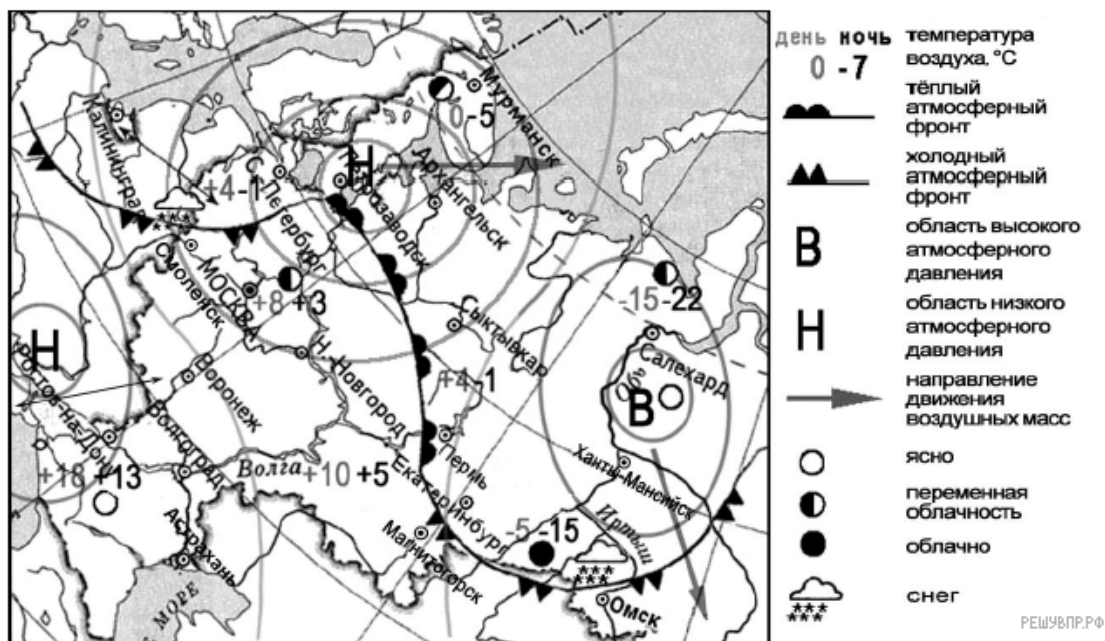 Мурманск
0 -5
Калининград
Н
Архангельск
+4 -1
С.-Петербург
Петрозаводск
Смоленск
МОСКВА
+8 +3
-15 -22
Сыктывкар
Салехард
Н
Обь
В
Ростов-на-Дону
Воронеж
Н. Новгород
+4 -1
Волгоград
Волга
+10 +5
Пермь
Ханты-Мансийск
+18 +13
Екатеринбург
Иртыш
-5 -15
Астрахань
Магнитогорск
МОРЕ
Омск
день ночь температура
0 -7 воздуха, °С
тёплый
атмосферный
фронт
холодный
атмосферный
фронт
В
область высокого
атмосферного
давления
Н
область низкого
атмосферного
давления
направление
движения
воздушных масс
ясно
переменная
облачность
облачно
снег
РЕШУВПР.РФ